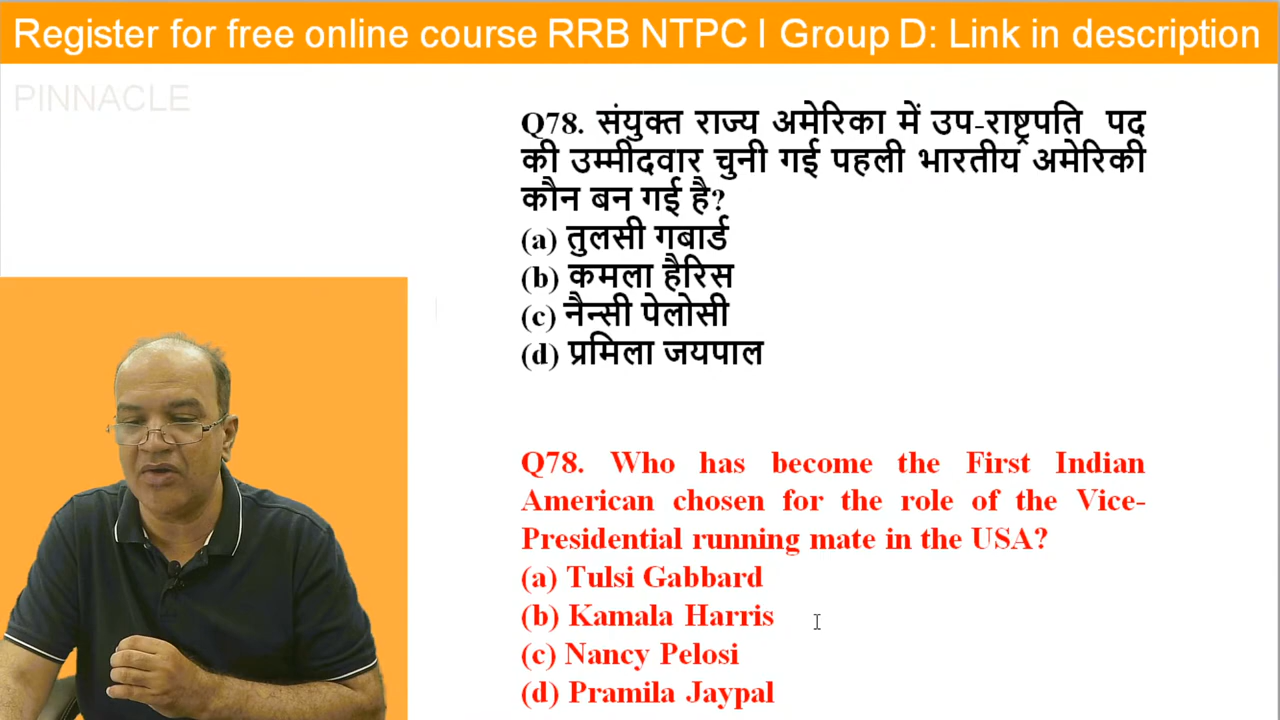 Register for free online course RRB NTPC I Group D: Link in description
PINNACLE
Q78. संयुक्त राज्य अमेरिका में उप-राष्ट्रपति पद
की उम्मीदवार चुनी गई पहली भारतीय अमेरिकी
कौन बन गई है?
(a) तुलसी गबार्ड
(b) कमला हैरिस
(c) नैन्सी पेलोसी
(d) प्रमिला जयपाल
Q78. Who has become the First Indian
American chosen for the role of the Vice-
Presidential running mate in the USA?
(a) Tulsi Gabbard
(b) Kamala Harris
(c) Nancy Pelosi
(d) Pramila Jaypal